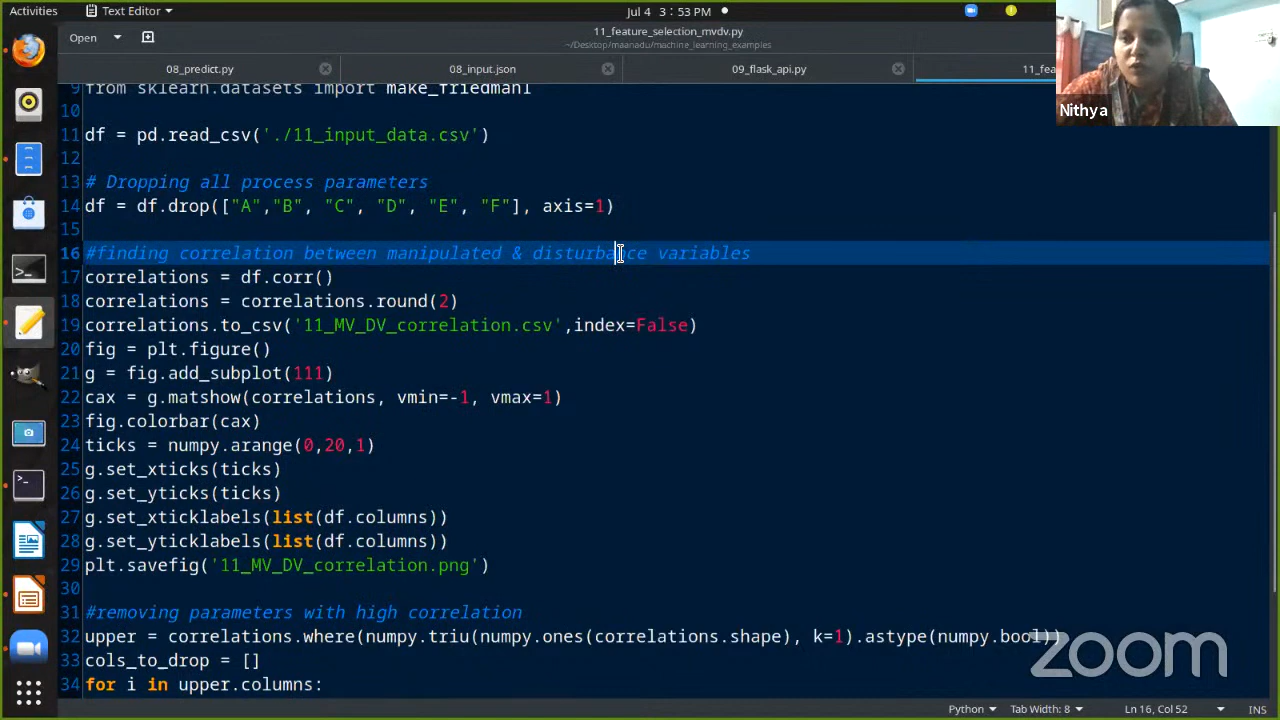 Activities
Text Editor
Jul 4 3:53 PM
Open
11_feature_selection_mvdv.py
~/Desktop/maanadu/machine_learning_examples
08_predict.py
08_input.json
09_flask_api.py
11_fea
Nithya
9 from sklearn.datasets import make_friedman1
10
11 df = pd.read_csv('./11_input_data.csv')
12
13 # Dropping all process parameters
14 df = df.drop(["A","B", "C", "D", "E", "F"], axis=1)
15
16 #finding correlation between manipulated & disturbance variables
17 correlations = df.corr()
18 correlations = correlations.round(2)
19 correlations.to_csv('11_MV_DV_correlation.csv',index=False)
20 fig = plt.figure()
21 g = fig.add_subplot(111)
22 cax = g.matshow(correlations, vmin=-1, vmax=1)
23 fig.colorbar(cax)
24 ticks = numpy.arange(0,20,1)
25 g.set_xticks(ticks)
26 g.set_yticks(ticks)
27 g.set_xticklabels(list(df.columns))
28 g.set_yticklabels(list(df.columns))
29 plt.savefig('11_MV_DV_correlation.png')
30
31 #removing parameters with high correlation
32 upper = correlations.where(numpy.triu(numpy.ones(correlations.shape), k=1).astype(numpy.bool))
33 cols_to_drop = []
34 for i in upper.columns:
zoom
Python
Tab Width: 8
Ln 16, Col 52
INS